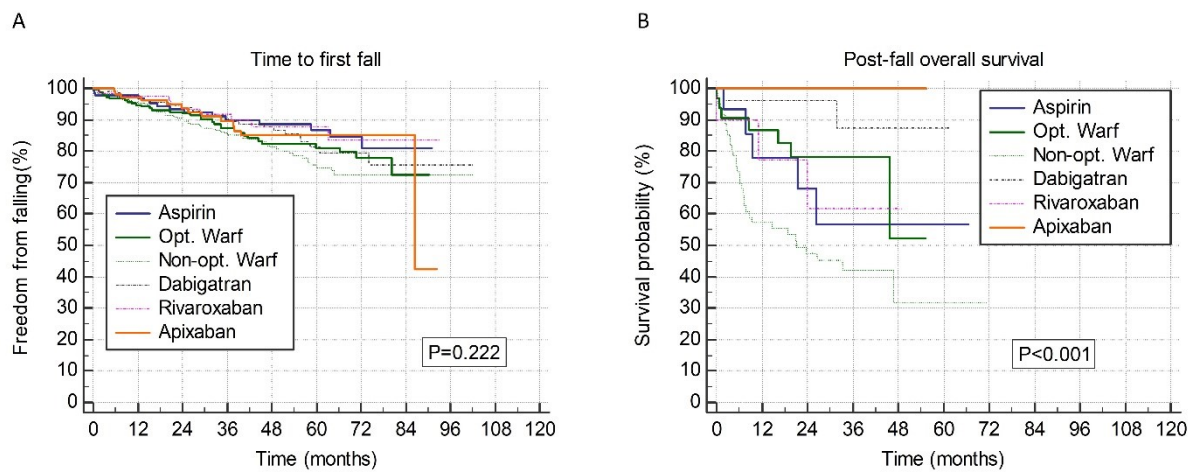 A
Time to first fall
Freedom from falling(%)
100
90
80
70
60
50
40
30
20
10
0
Aspirin
Opt. Warf
Non-opt. Warf
Dabigatran
Rivaroxaban
Apixaban
P=0.222
0 12 24 36 48 60 72 84 96 108 120
Time (months)
B
Post-fall overall survival
Survival probability (%)
100
90
80
70
60
50
40
30
20
10
0
Aspirin
Opt. Warf
Non-opt. Warf
Dabigatran
Rivaroxaban
Apixaban
P<0.001
0 12 24 36 48 60 72 84 96 108 120
Time (months)